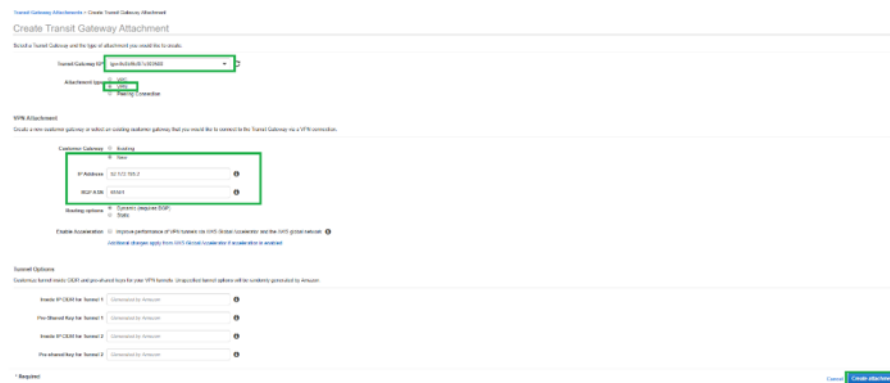 Transit Gateway Attachments > Create Transit Gateway Attachment
Create Transit Gateway Attachment
Select a Transit Gateway and the type of attachment you would like to create.
Transit Gateway ID*
Attachment type
VPC
VPN
Peering Connection
VPN Attachment
Create a new customer gateway or select an existing customer gateway that you would like to connect to the Transit Gateway via a VPN connection.
Customer Gateway
Existing
New
IP Address
BGP ASN
Routing options
Dynamic (requires BGP)
Static
Enable Acceleration
Improve performance of VPN tunnels via AWS Global Accelerator and the AWS global network
Additional charges apply from AWS Global Accelerator if acceleration is enabled
Tunnel Options
Customize tunnel inside CIDR and pre-shared keys for your VPN tunnels. Unspecified tunnel options will be randomly generated by Amazon.
Inside IP CIDR for Tunnel 1 Generated by Amazon
Pre-Shared Key for Tunnel 1 Generated by Amazon
Inside IP CIDR for Tunnel 2 Generated by Amazon
Pre-shared key for Tunnel 2 Generated by Amazon
* Required
Cancel
Create attachment